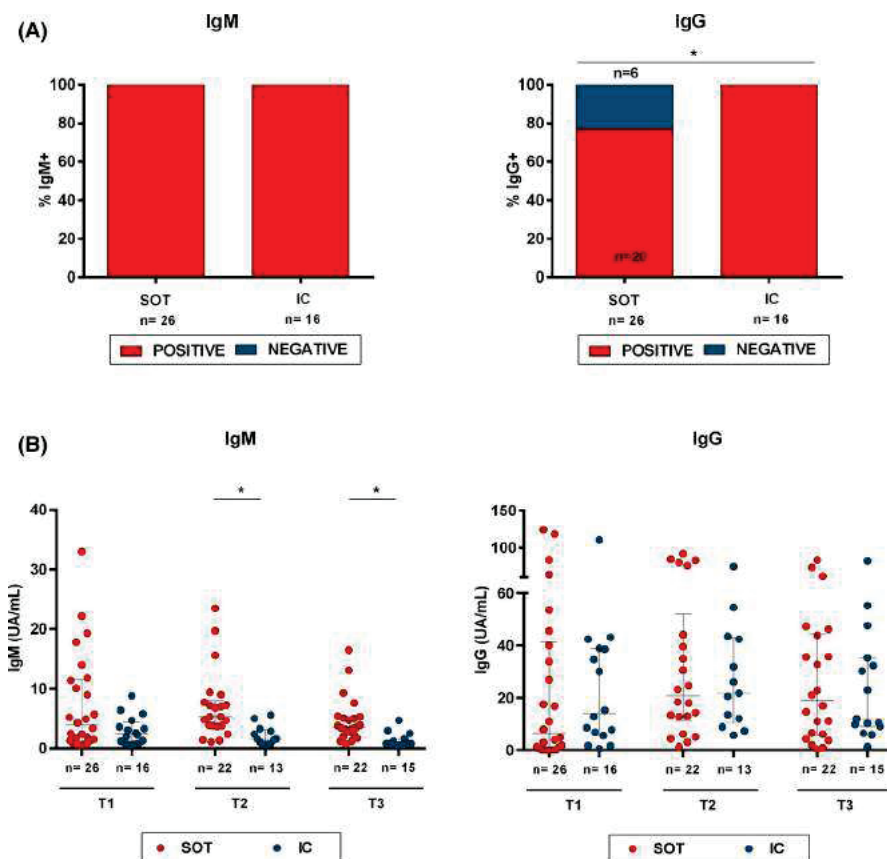 (A)
IgM
% IgM+
100
80
60
40
20
0
SOT
n= 26
IC
n= 16
POSITIVE NEGATIVE
IgG
*
n=6
% IgG+
100
80
60
40
20
0
n=20
SOT
n= 26
IC
n= 16
POSITIVE NEGATIVE
(B)
IgM
* *
IgM (UA/mL)
40
30
20
10
0
n= 26 n= 16 n= 22 n= 13 n= 22 n= 15
T1 T2 T3
SOT IC
IgG
IgG (UA/mL)
150
100
60
40
20
0
n= 26 n= 16 n= 22 n= 13 n= 22 n= 15
T1 T2 T3
SOT IC